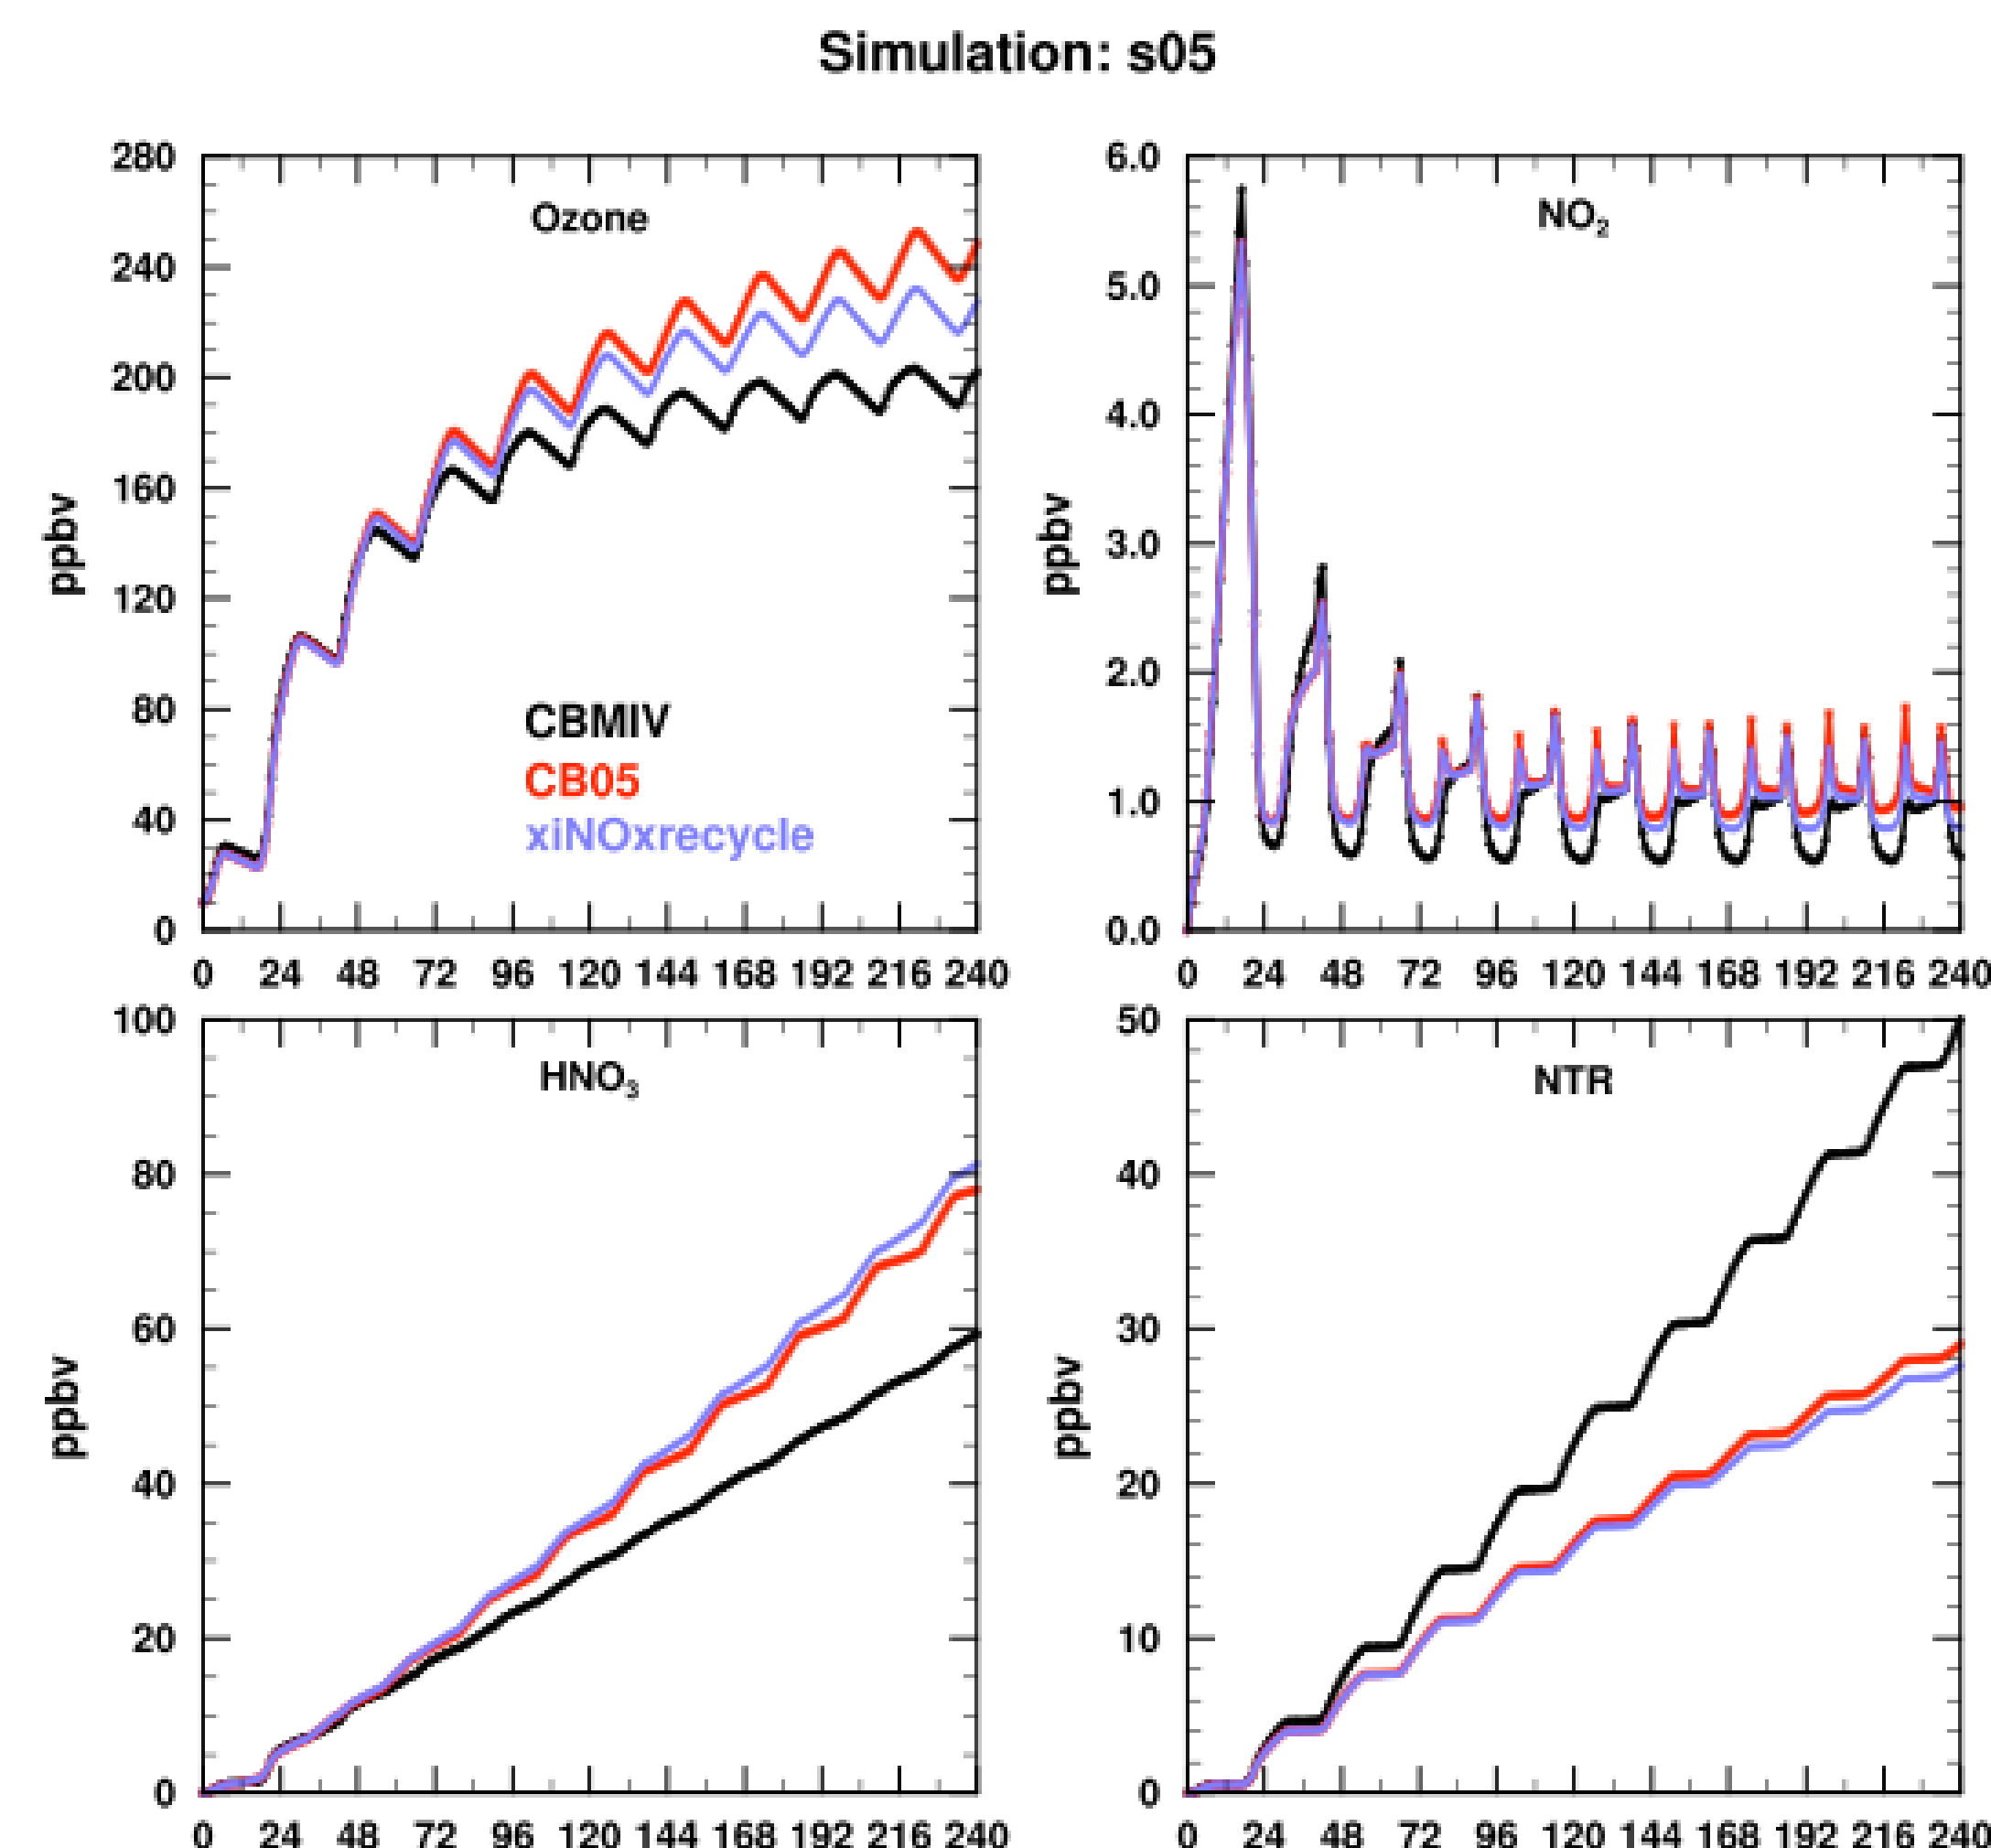 Simulation: s05
280
240
200
160
120
80
40
0
ppbv
Ozone
CBMIV
CB05
xiNOxrecycle
0 24 48 72 96 120 144 168 192 216 240
6.0
5.0
4.0
3.0
2.0
1.0
0.0
ppbv
NO₂
0 24 48 72 96 120 144 168 192 216 240
100
80
60
40
20
0
ppbv
HNO₃
0 24 48 72 96 120 144 168 192 216 240
50
40
30
20
10
0
ppbv
NTR
0 24 48 72 96 120 144 168 192 216 240